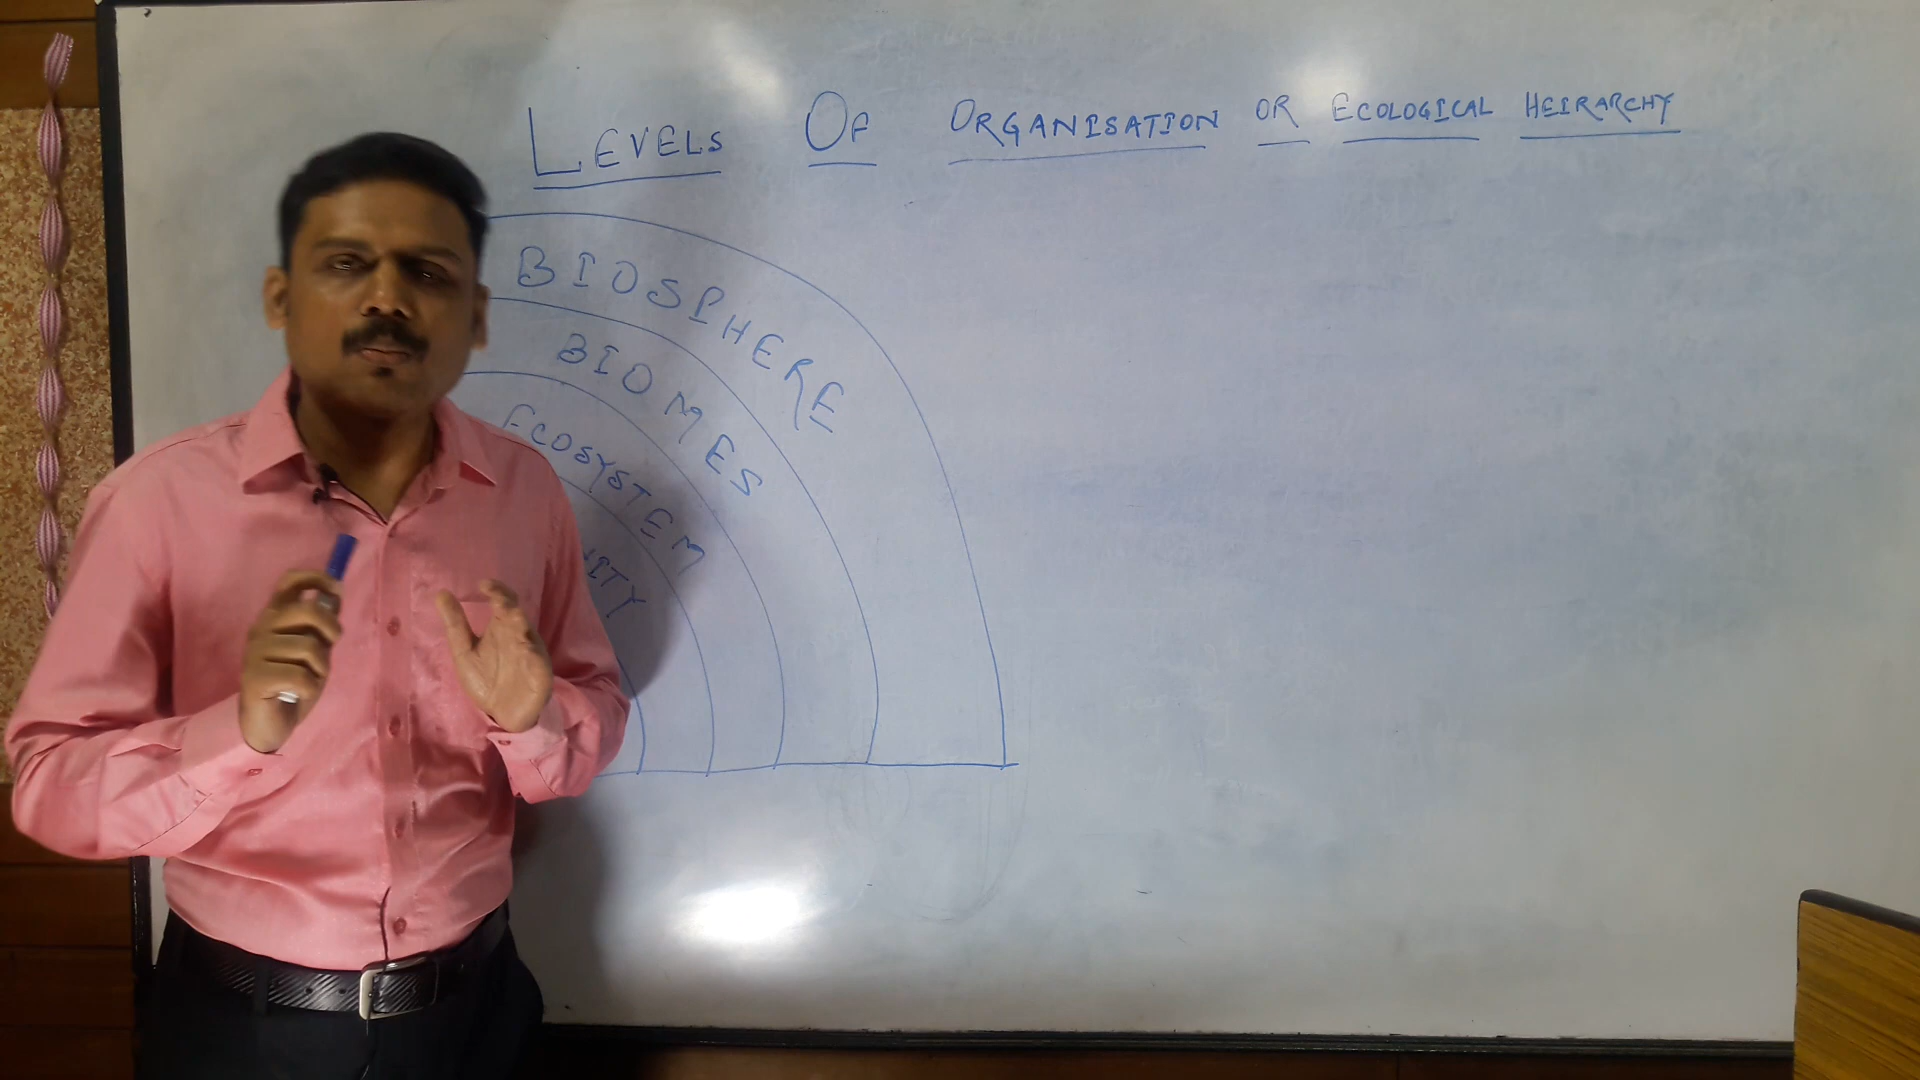 LEVELS OF ORGANISATION OR ECOLOGICAL HEIRARCHY
BIOSPHERE
BIOMES
ECOSYSTEM